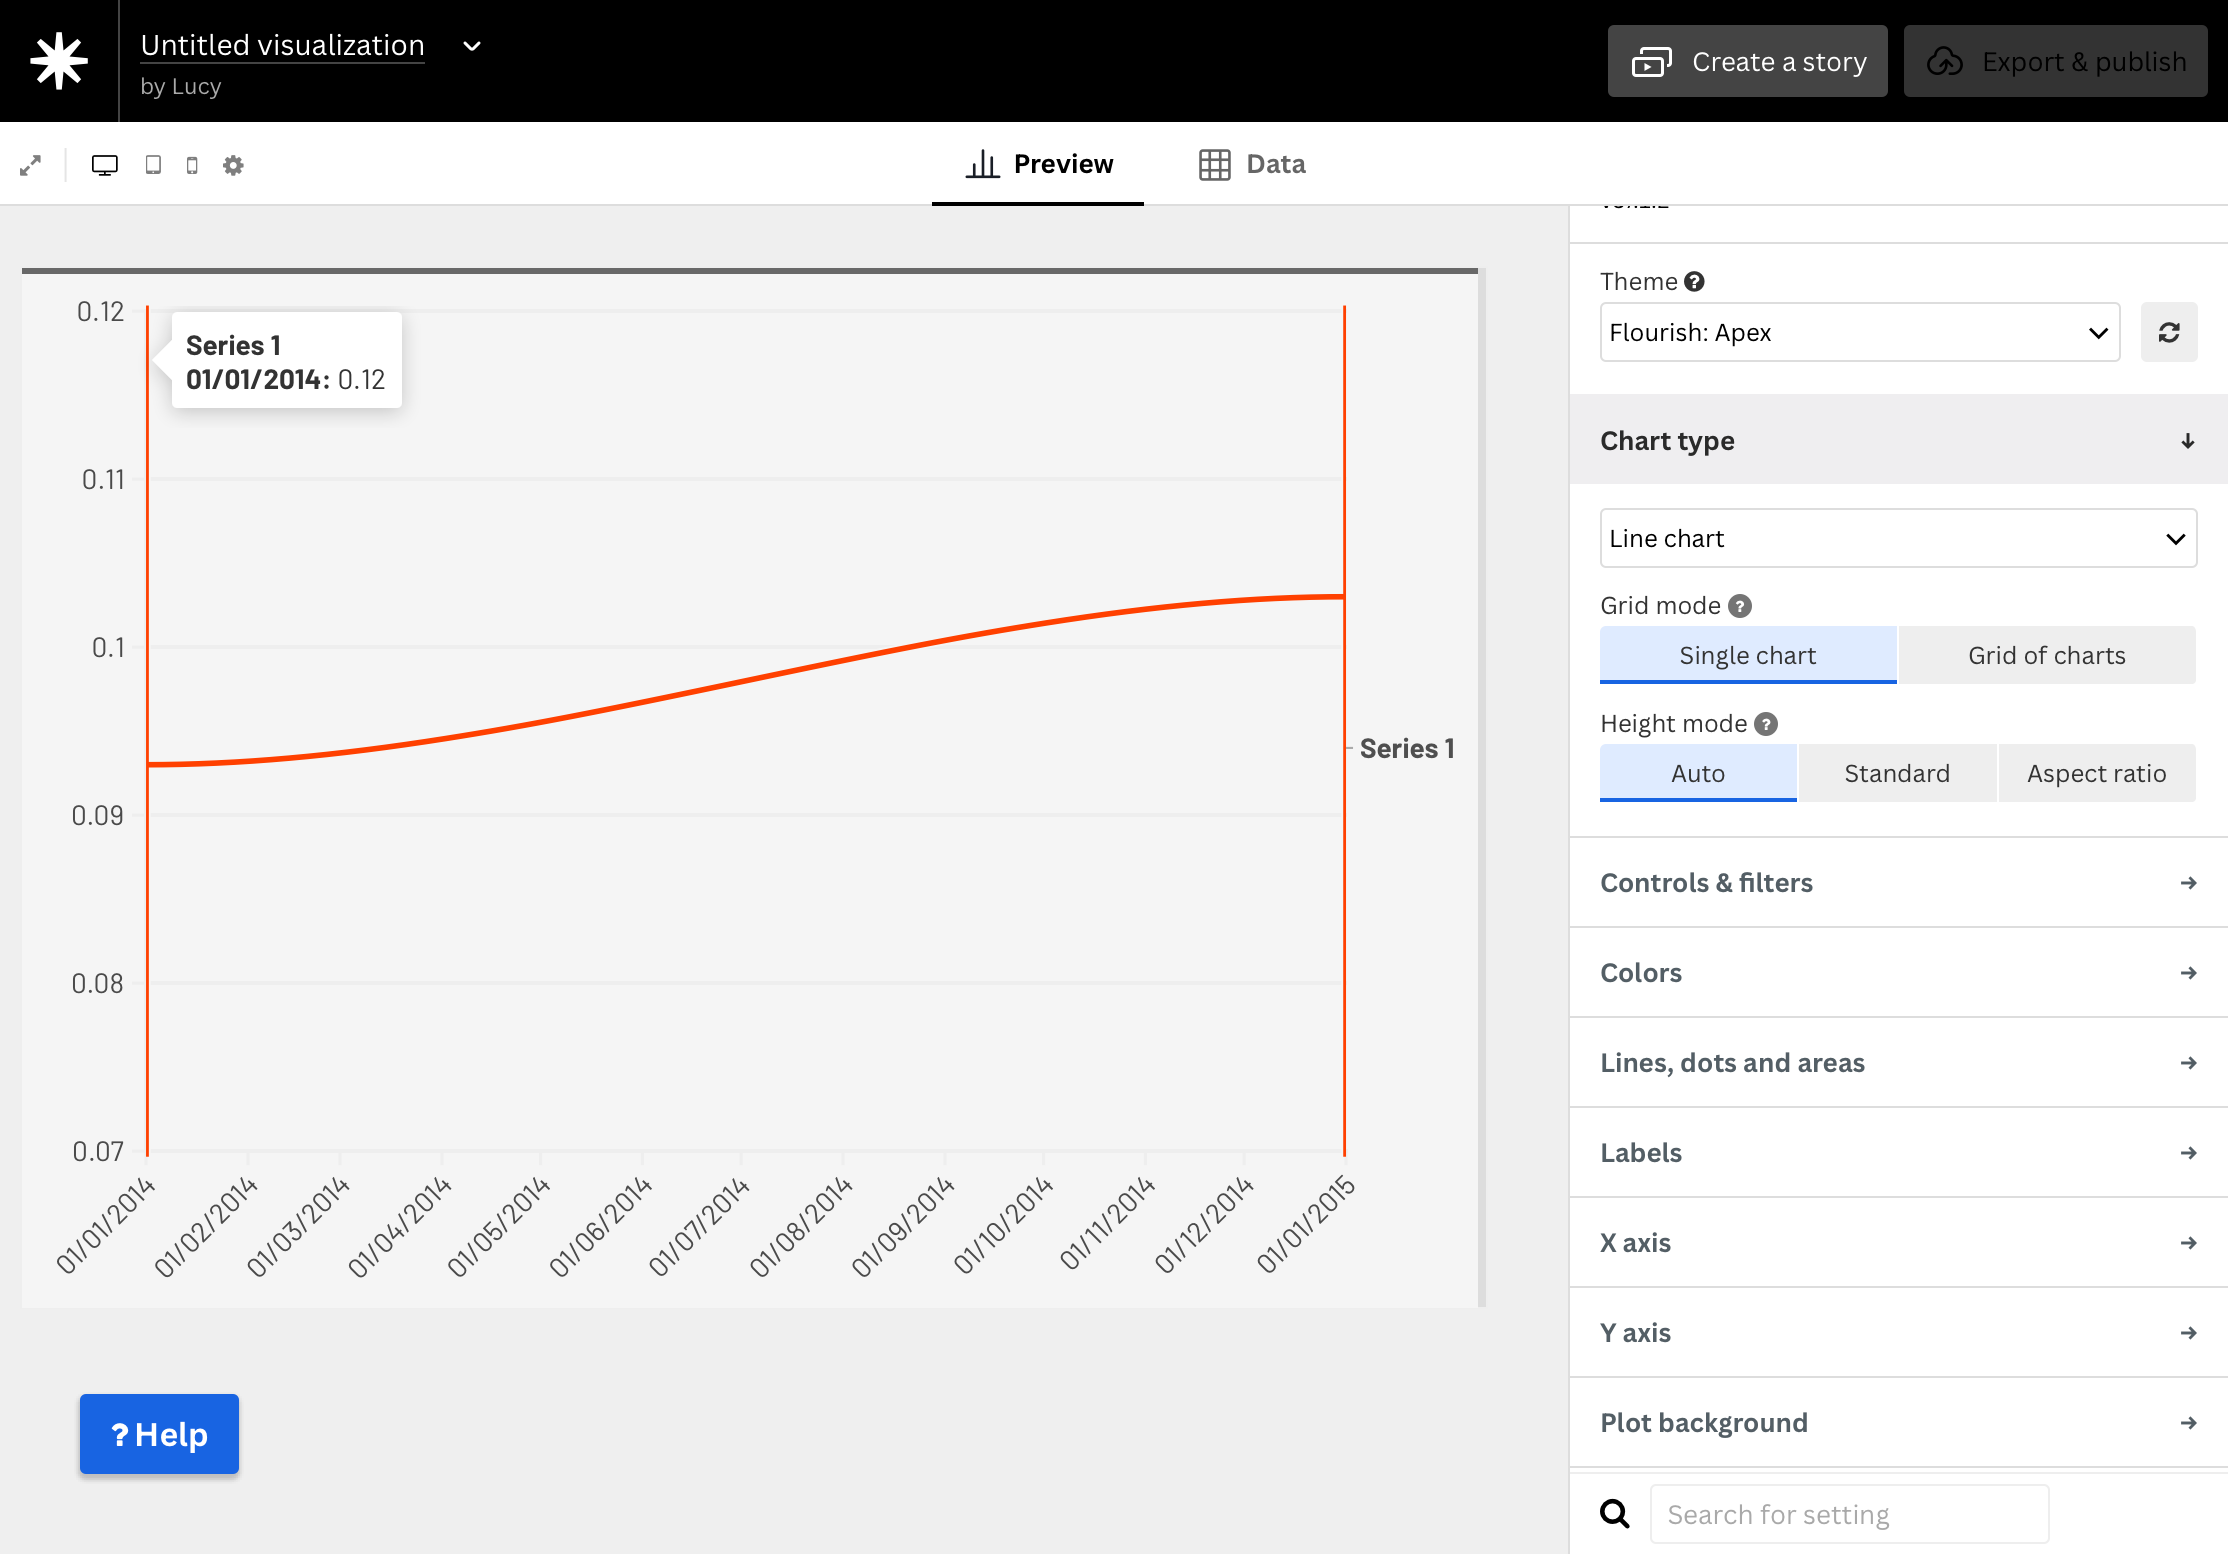 Untitled visualization
by Lucy
Create a story
Export & publish
Preview
Data
Theme ?
Flourish: Apex
Chart type
Line chart
Grid mode ?
Single chart
Grid of charts
Height mode ?
Auto
Standard
Aspect ratio
Controls & filters
Colors
Lines, dots and areas
Labels
X axis
Y axis
Plot background
Search for setting
0.12
0.11
0.1
0.09
0.08
0.07
Series 1
01/01/2014: 0.12
Series 1
01/01/2014
01/02/2014
01/03/2014
01/04/2014
01/05/2014
01/06/2014
01/07/2014
01/08/2014
01/09/2014
01/10/2014
01/11/2014
01/12/2014
01/01/2015
? Help